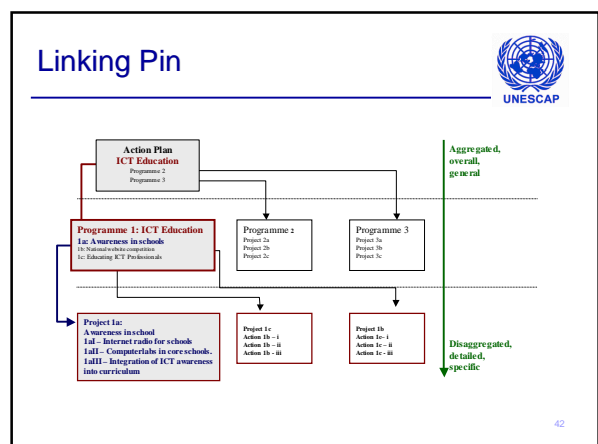 Linking Pin
UNESCAP
Action Plan
ICT Education
Programme 2
Programme 3
Aggregated,
overall,
general
Programme 1: ICT Education
1a: Awareness in schools
1b: National website competition
1c: Educating ICT Professionals
Programme 2
Project 2a
Project 2b
Project 2c
Programme 3
Project 3a
Project 3b
Project 3c
Project 1a:
Awareness in school
1aI – Internet radio for schools
1aII – Computer labs in core schools.
1aIII – Integration of ICT awareness
into curriculum
Project 1c
Action 1b – i
Action 1b – ii
Action 1b - iii
Project 1b
Action 1c- i
Action 1c – ii
Action 1c - iii
Disaggregated,
detailed,
specific
42